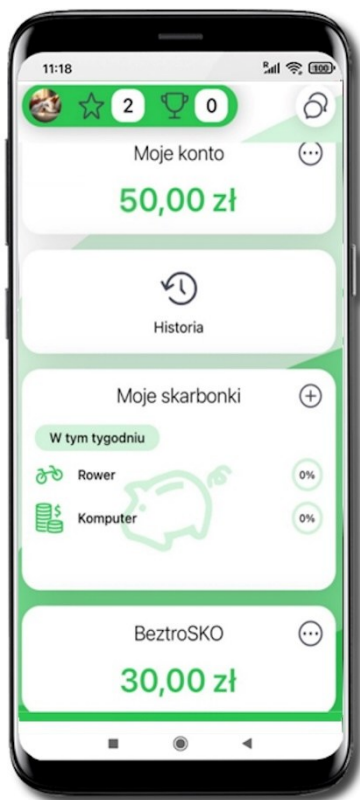 11:18
R
100
2
0
Moje konto
50,00 zł
Historia
Moje skarbonki
W tym tygodniu
Rower
0%
Komputer
0%
BeztroSKO
30,00 zł